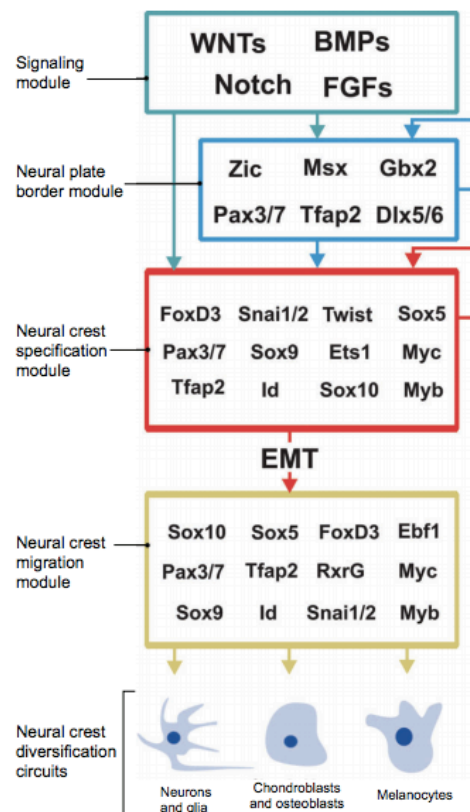 Signaling
module
WNTs BMPs
Notch FGFs
Neural plate
border module
Zic Msx Gbx2
Pax3/7 Tfap2 Dlx5/6
Neural crest
specification
module
FoxD3 Snai1/2 Twist Sox5
Pax3/7 Sox9 Ets1 Myc
Tfap2 Id Sox10 Myb
EMT
Neural crest
migration
module
Sox10 Sox5 FoxD3 Ebf1
Pax3/7 Tfap2 RxrG Myc
Sox9 Id Snai1/2 Myb
Neural crest
diversification
circuits
Neurons
and glia
Chondroblasts
and osteoblasts
Melanocytes